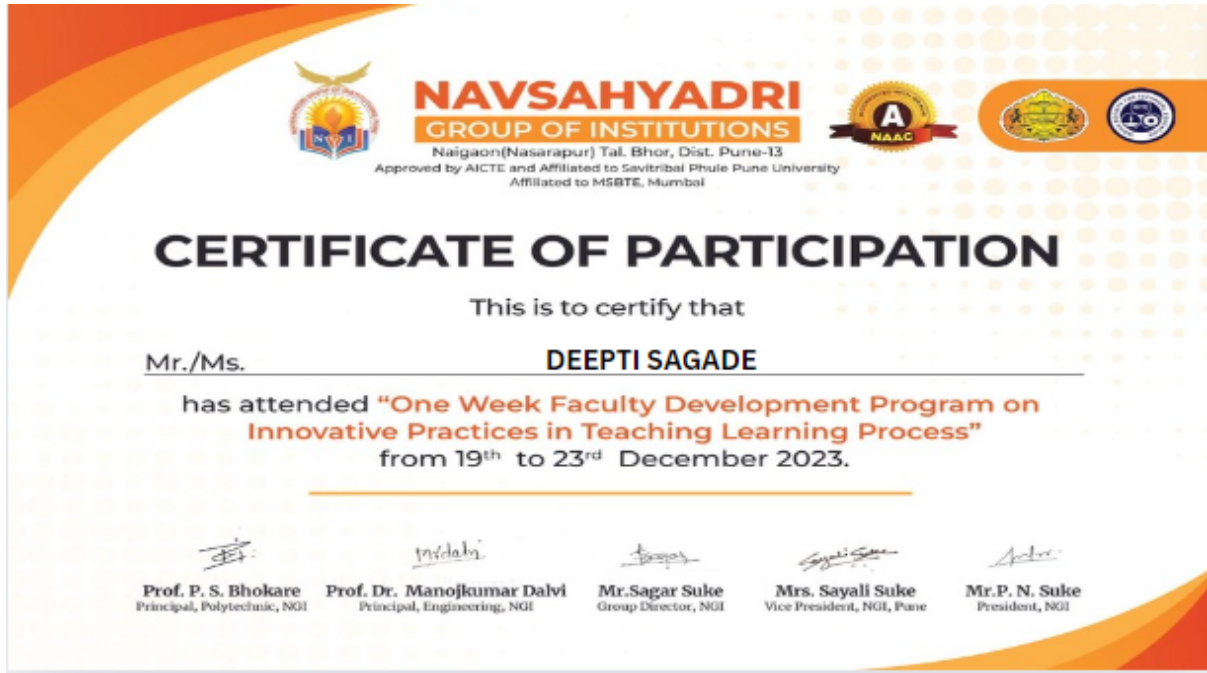 NAVSAHYADRI
GROUP OF INSTITUTIONS
Naigaon(Nasarapur) Tal. Bhor, Dist. Pune-13
Approved by AICTE and Affiliated to Savitribai Phule Pune University
Affiliated to MSBTE, Mumbai
A
NAAC
CERTIFICATE OF PARTICIPATION
This is to certify that
Mr./Ms. DEEPTI SAGADE
has attended “One Week Faculty Development Program on
Innovative Practices in Teaching Learning Process”
from 19th to 23rd December 2023.
Prof. P. S. Bhokare Prof. Dr. Manojkumar Dalvi Mr.Sagar Suke Mrs. Sayali Suke Mr.P. N. Suke
Principal, Polytechnic, NGI Principal, Engineering, NGI Group Director, NGI Vice President, NGI, Pune President, NGI